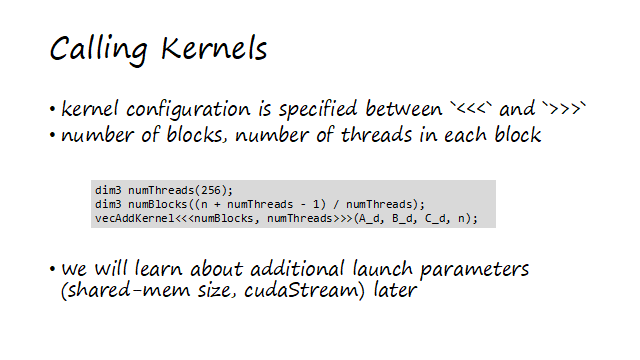 Calling Kernels
• kernel configuration is specified between `<<<` and `>>>`
• number of blocks, number of threads in each block
dim3 numThreads(256);
dim3 numBlocks((n + numThreads - 1) / numThreads);
vecAddKernel<<<numBlocks, numThreads>>>(A_d, B_d, C_d, n);
• we will learn about additional launch parameters
(shared-mem size, cudaStream) later